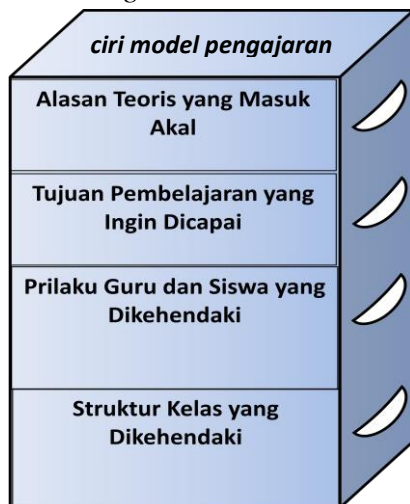 ciri model pengajaran
Alasan Teoris yang Masuk
Akal
Tujuan Pembelajaran yang
Ingin Dicapai
Prilaku Guru dan Siswa yang
Dikehendaki
Struktur Kelas yang
Dikehendaki